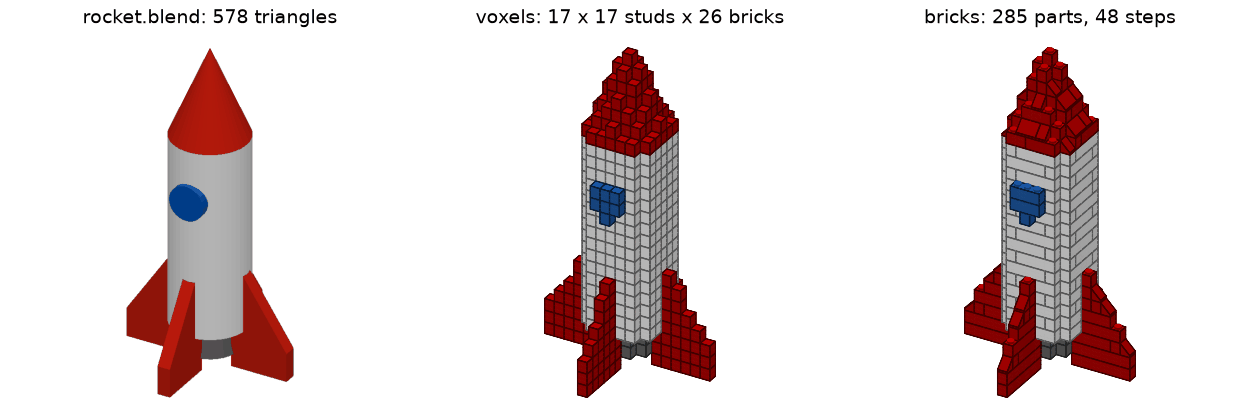 rocket.blend: 578 triangles
voxels: 17 x 17 studs x 26 bricks
bricks: 285 parts, 48 steps